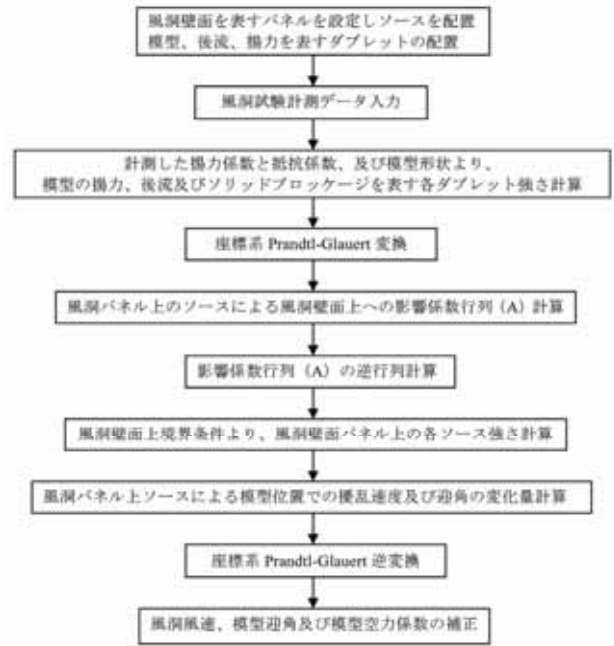 風洞壁面を表すパネルを設定しソースを配置
模型、後流、揚力を表すダブレットの配置
風洞試験計測データ入力
計測した揚力係数と抵抗係数、及び模型形状より、
模型の揚力、後流及びソリッドブロッケージを表す各ダブレット強さ計算
座標系 Prandtl-Glauert 変換
風洞パネル上のソースによる風洞壁面上への影響係数行列（A）計算
影響係数行列（A）の逆行列計算
風洞壁面上境界条件より、風洞壁面パネル上の各ソース強さ計算
風洞パネル上ソースによる模型位置での擾乱速度及び迎角の変化量計算
座標系 Prandtl-Glauert 逆変換
風洞風速、模型迎角及び模型空力係数の補正